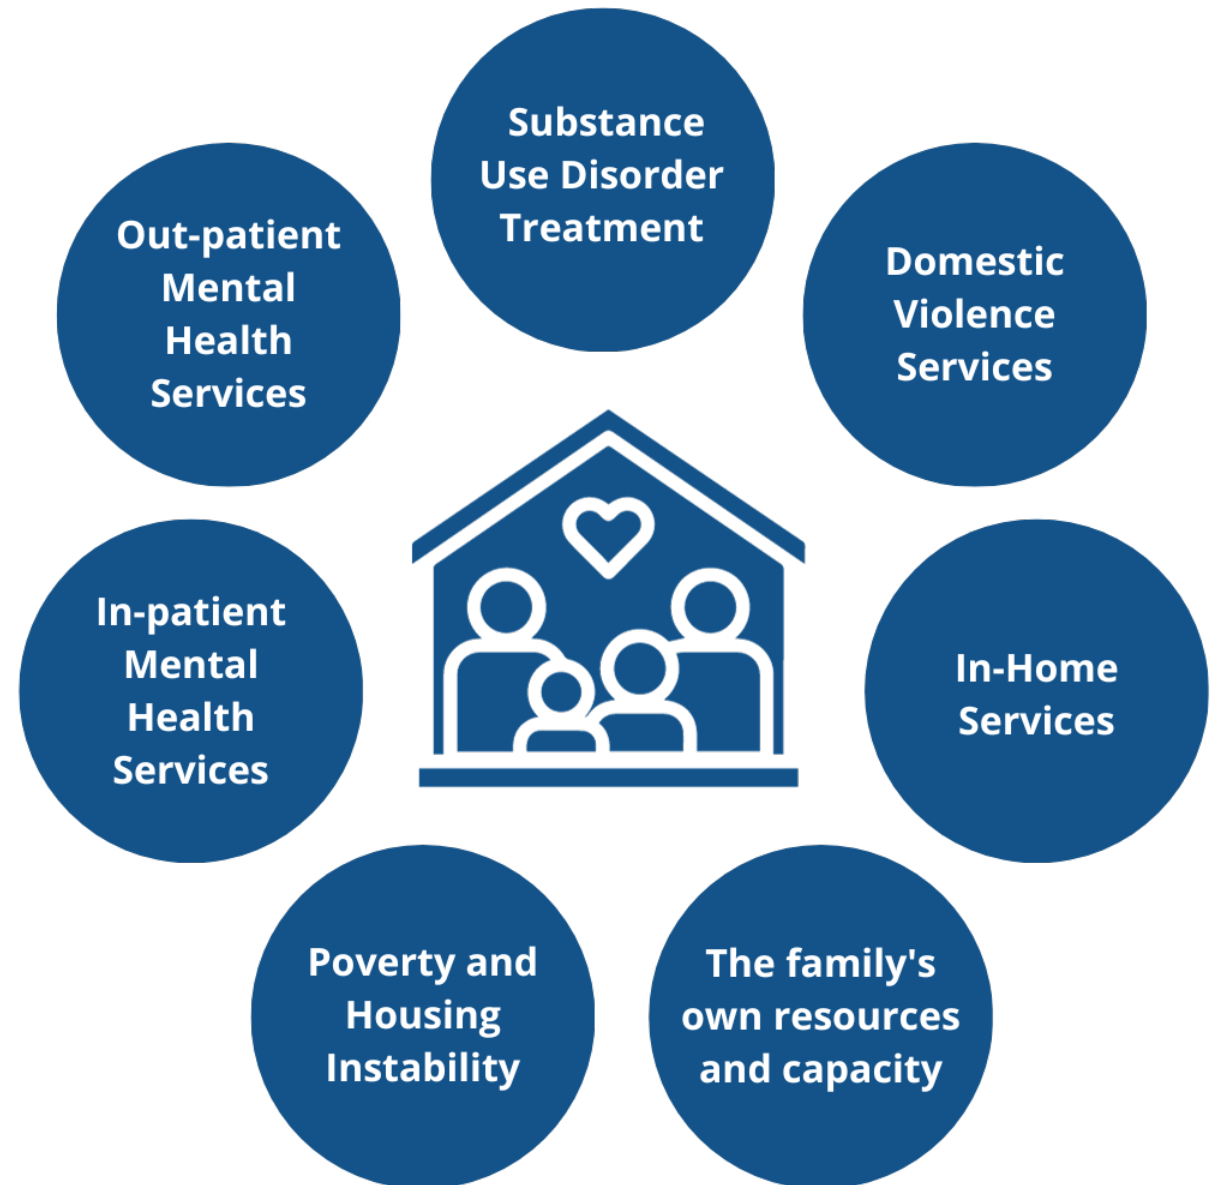 Substance
Use Disorder
Treatment
Domestic
Violence
Services
In-Home
Services
The family's
own resources
and capacity
Poverty and
Housing
Instability
In-patient
Mental
Health
Services
Out-patient
Mental
Health
Services